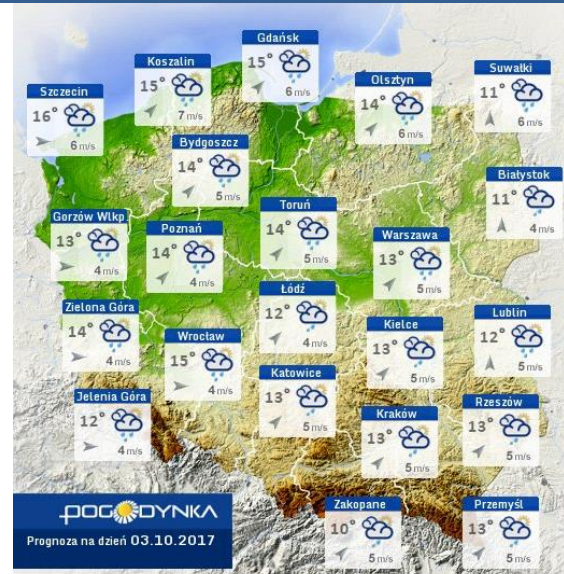 Gdańsk
15°
6 m/s
Koszalin
15°
7 m/s
Suwałki
11°
6 m/s
Olsztyn
14°
6 m/s
Szczecin
16°
6 m/s
Bydgoszcz
14°
5 m/s
Białystok
11°
4 m/s
Toruń
14°
5 m/s
Gorzów Wlkp
13°
4 m/s
Poznań
14°
4 m/s
Warszawa
13°
5 m/s
Łódź
12°
4 m/s
Zielona Góra
14°
4 m/s
Lublin
12°
5 m/s
Kielce
13°
5 m/s
Wrocław
15°
4 m/s
Katowice
13°
5 m/s
Jelenia Góra
12°
4 m/s
Rzeszów
13°
5 m/s
Kraków
13°
5 m/s
Zakopane
10°
5 m/s
Przemyśl
13°
5 m/s
POGODYNKA
Prognoza na dzień 03.10.2017